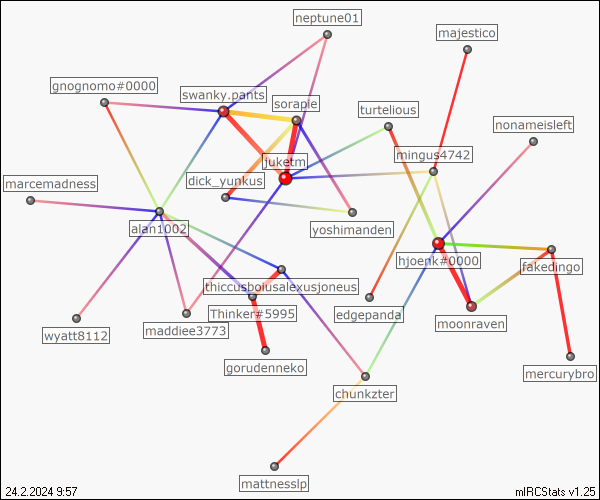 neptune01
majestico
gnognomo#0000
swanky.pants
sorapie
turtelious
nonameisleft
mingus4742
juketm
dick_yunkus
marcemadness
alan1002
yoshimanden
hjoenk#0000
fakedingo
thiccusbolusalexusjoneus
Thinker#5995
edgepanda
moonraven
wyatt8112
maddiee3773
gorudenneko
mercurybro
chunkzter
mattnesslp
24.2.2024 9:57
mIRCStats v1.25